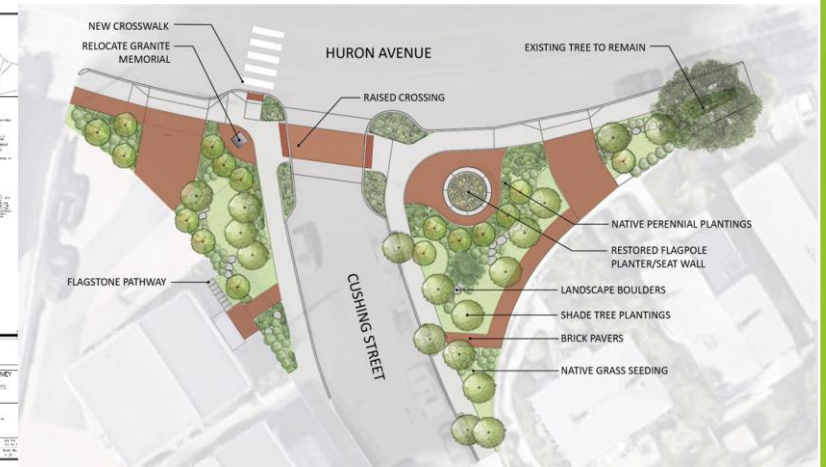 NEW CROSSWALK
RELOCATE GRANITE
MEMORIAL
HURON AVENUE
EXISTING TREE TO REMAIN
RAISED CROSSING
NATIVE PERENNIAL PLANTINGS
RESTORED FLAGPOLE
PLANTER/SEAT WALL
FLAGSTONE PATHWAY
LANDSCAPE BOULDERS
CUSHING STREET
SHADE TREE PLANTINGS
BRICK PAVERS
NATIVE GRASS SEEDING